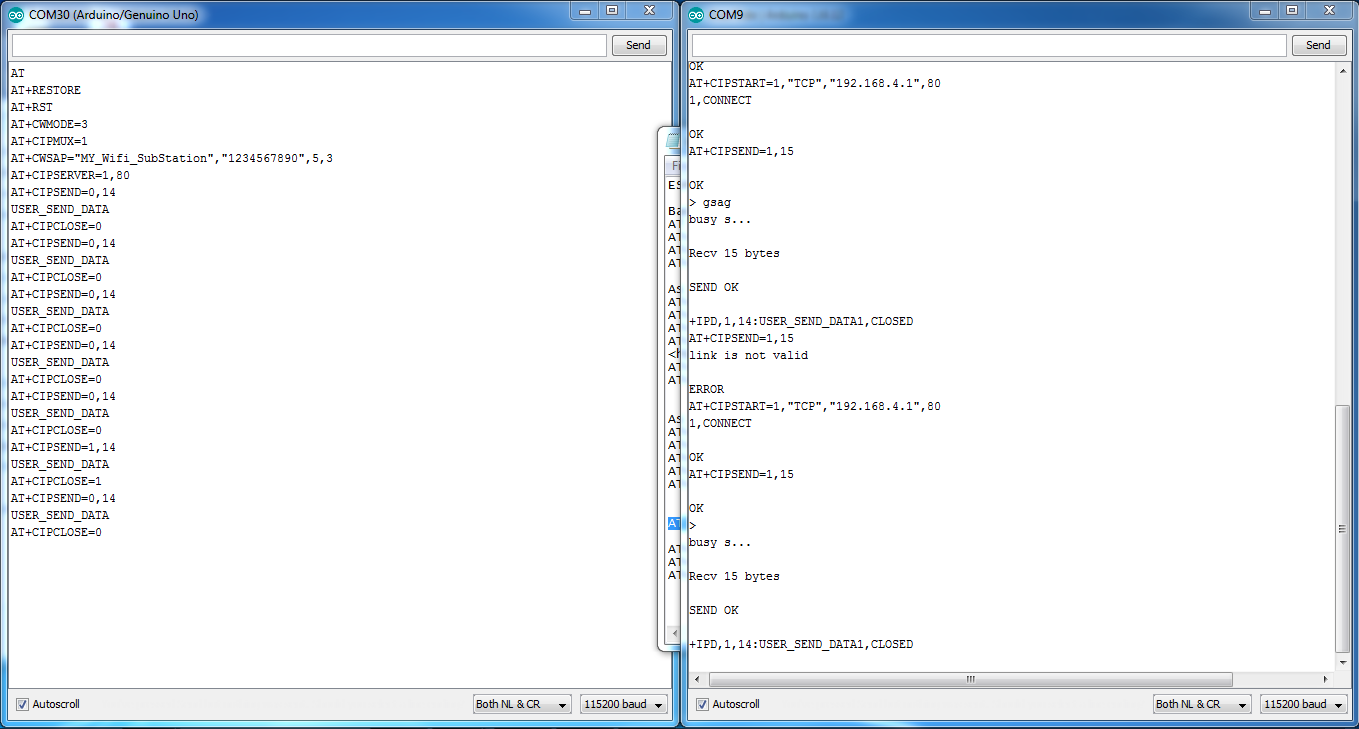 COM30 (Arduino/Genuino Uno)
Send
AT
AT+RESTORE
AT+RST
AT+CWMODE=3
AT+CIPMUX=1
AT+CWSAP="MY_Wifi_SubStation","1234567890",5,3
AT+CIPSERVER=1,80
AT+CIPSEND=0,14
USER_SEND_DATA
AT+CIPCLOSE=0
AT+CIPSEND=0,14
USER_SEND_DATA
AT+CIPCLOSE=0
AT+CIPSEND=0,14
USER_SEND_DATA
AT+CIPCLOSE=0
AT+CIPSEND=0,14
USER_SEND_DATA
AT+CIPCLOSE=0
AT+CIPSEND=0,14
USER_SEND_DATA
AT+CIPCLOSE=0
AT+CIPSEND=1,14
USER_SEND_DATA
AT+CIPCLOSE=1
AT+CIPSEND=0,14
USER_SEND_DATA
AT+CIPCLOSE=0
Autoscroll
Both NL & CR
115200 baud
ES
Ba
AT
AT
AT
AT
As
AT
AT
AT
AT
<h
AT
AT
As
AT
AT
AT
AT
AT
AT
AT
AT
AT
COM9
Send
OK
AT+CIPSTART=1,"TCP","192.168.4.1",80
1,CONNECT
OK
AT+CIPSEND=1,15
OK
> gsag
busy s...
Recv 15 bytes
SEND OK
+IPD,1,14:USER_SEND_DATA1,CLOSED
AT+CIPSEND=1,15
link is not valid
ERROR
AT+CIPSTART=1,"TCP","192.168.4.1",80
1,CONNECT
OK
AT+CIPSEND=1,15
OK
>
busy s...
Recv 15 bytes
SEND OK
+IPD,1,14:USER_SEND_DATA1,CLOSED
Autoscroll
Both NL & CR
115200 baud